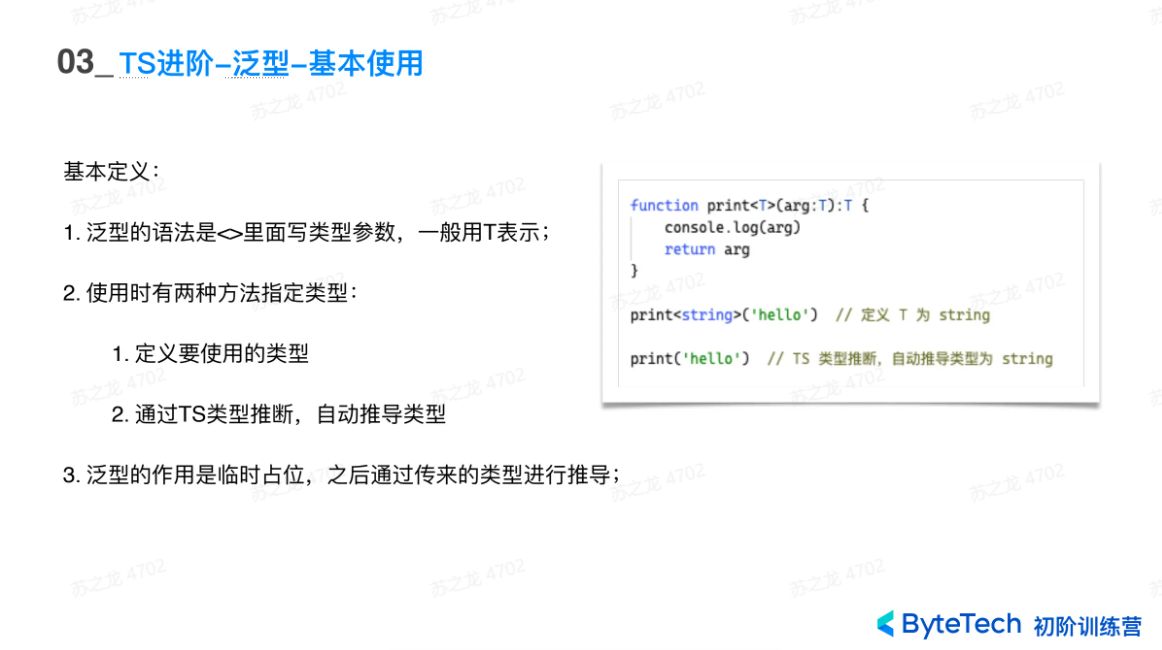 03_ TS进阶–泛型–基本使用
基本定义：
1. 泛型的语法是<>里面写类型参数，一般用T表示；
2. 使用时有两种方法指定类型：
1. 定义要使用的类型
2. 通过TS类型推断，自动推导类型
3. 泛型的作用是临时占位，之后通过传来的类型进行推导；
function print<T>(arg:T):T {
console.log(arg)
return arg
}
print<string>('hello') // 定义 T 为 string
print('hello') // TS 类型推断，自动推导类型为 string
ByteTech 初阶训练营
苏之龙 4702